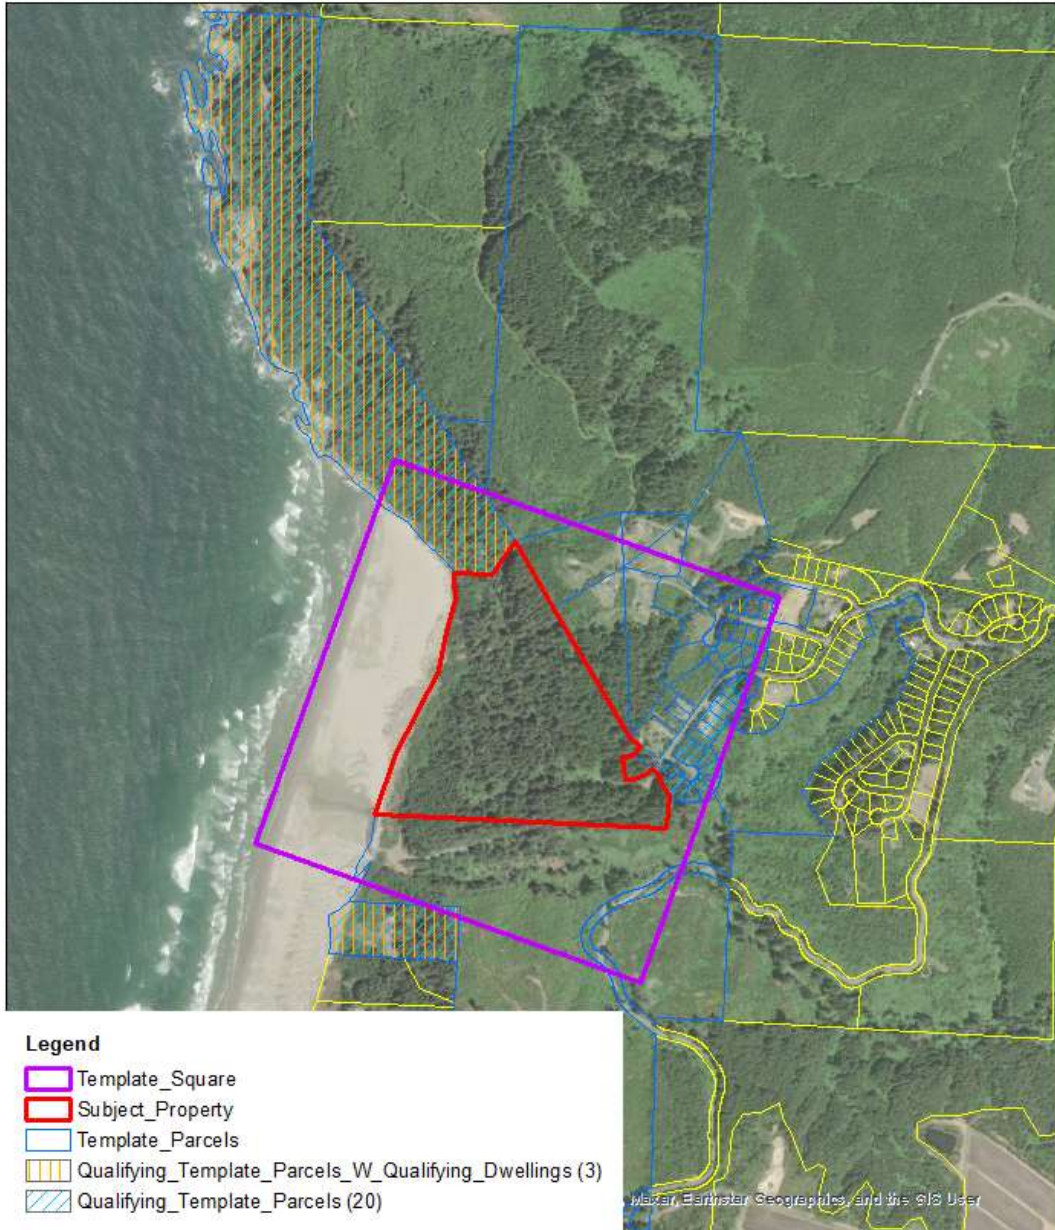 Legend
Template_Square
Subject_Property
Template_Parcels
Qualifying_Template_Parcels_W_Qualifying_Dwellings (3)
Qualifying_Template_Parcels (20)
Maxar, Earthstar Geographics, and the GIS User